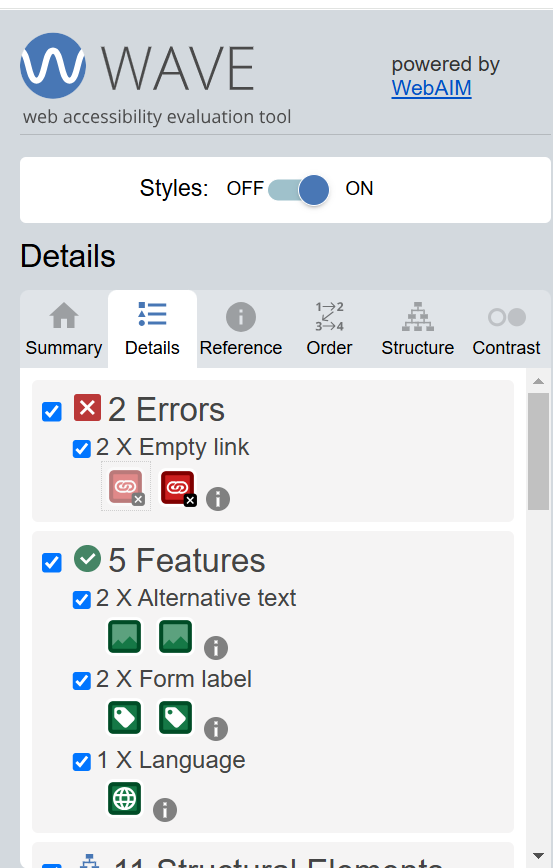 WAVE
powered by
WebAIM
web accessibility evaluation tool
Styles: OFF ON
Details
1→2
3→4
Summary Details Reference Order Structure Contrast
2 Errors
2 X Empty link
5 Features
2 X Alternative text
2 X Form label
1 X Language
11 Structural Elements